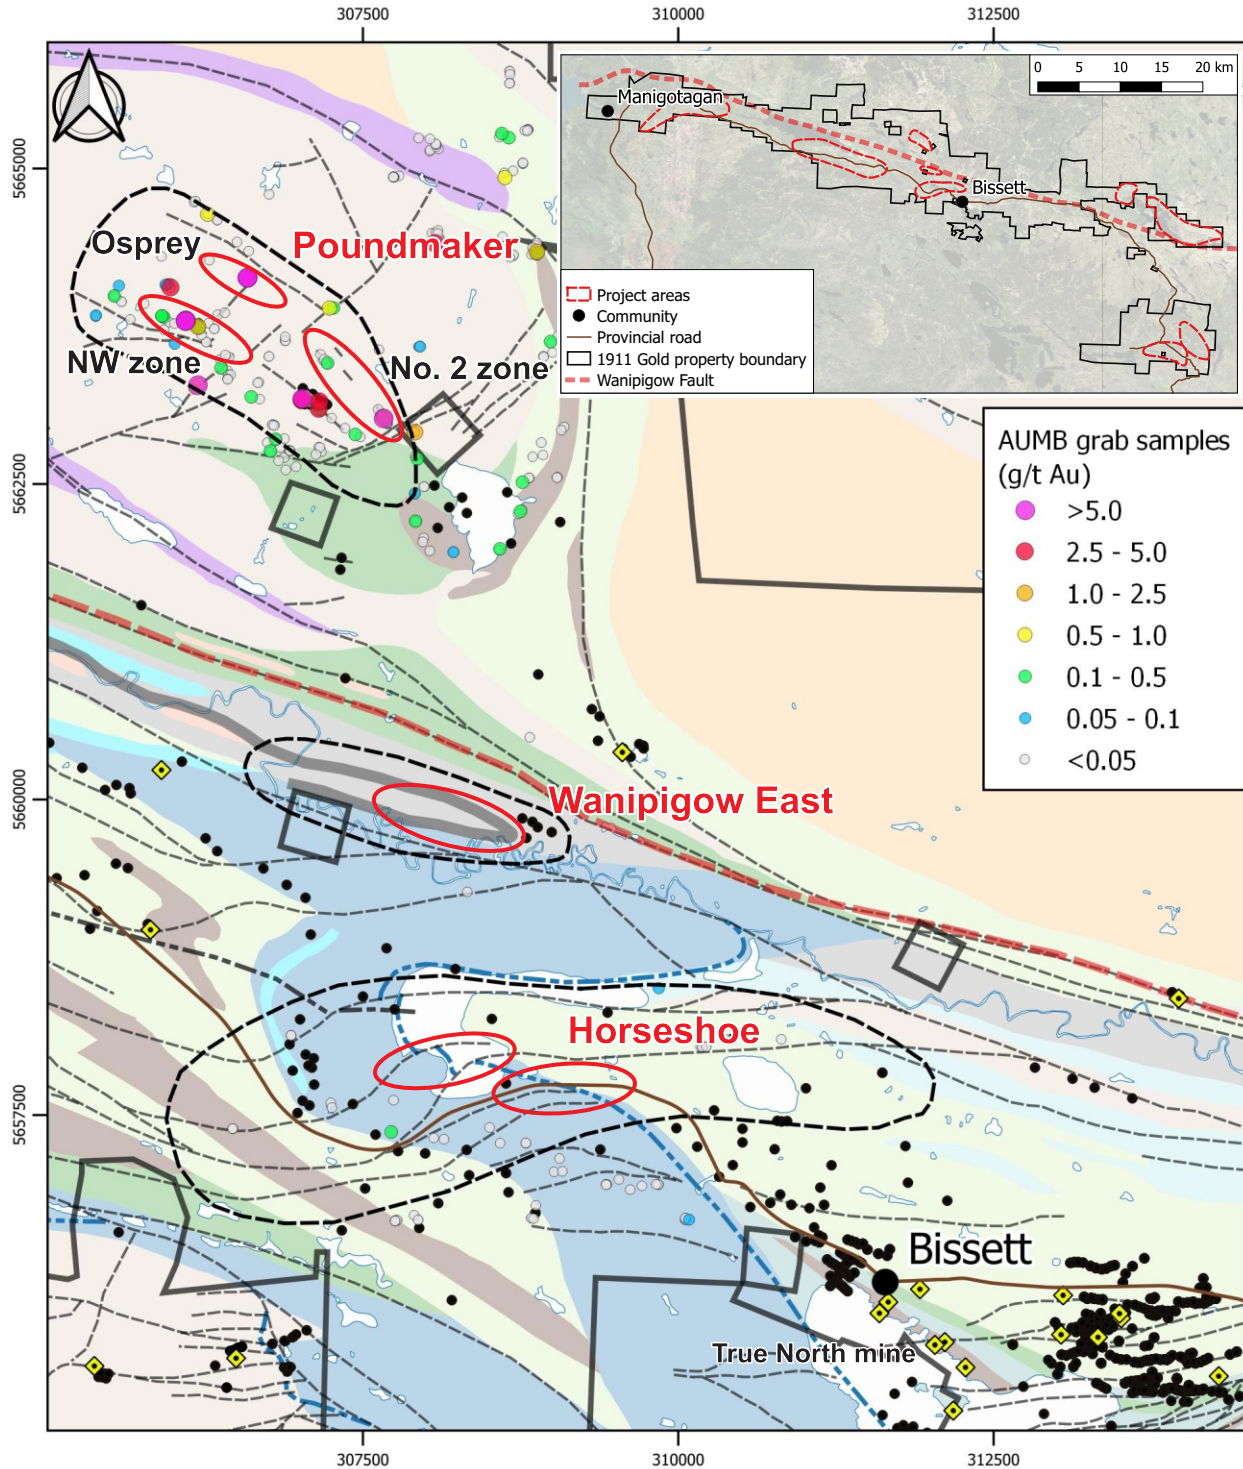 307500
310000
312500
5665000
5662500
5660000
5657500
0 5 10 15 20 km
Manigotagan
Bissett
Project areas
Community
Provincial road
1911 Gold property boundary
Wanipigow Fault
Osprey
Poundmaker
NW zone
No. 2 zone
AUMB grab samples
(g/t Au)
>5.0
2.5 - 5.0
1.0 - 2.5
0.5 - 1.0
0.1 - 0.5
0.05 - 0.1
<0.05
Wanipigow East
Horseshoe
Bissett
True North mine
307500
310000
312500